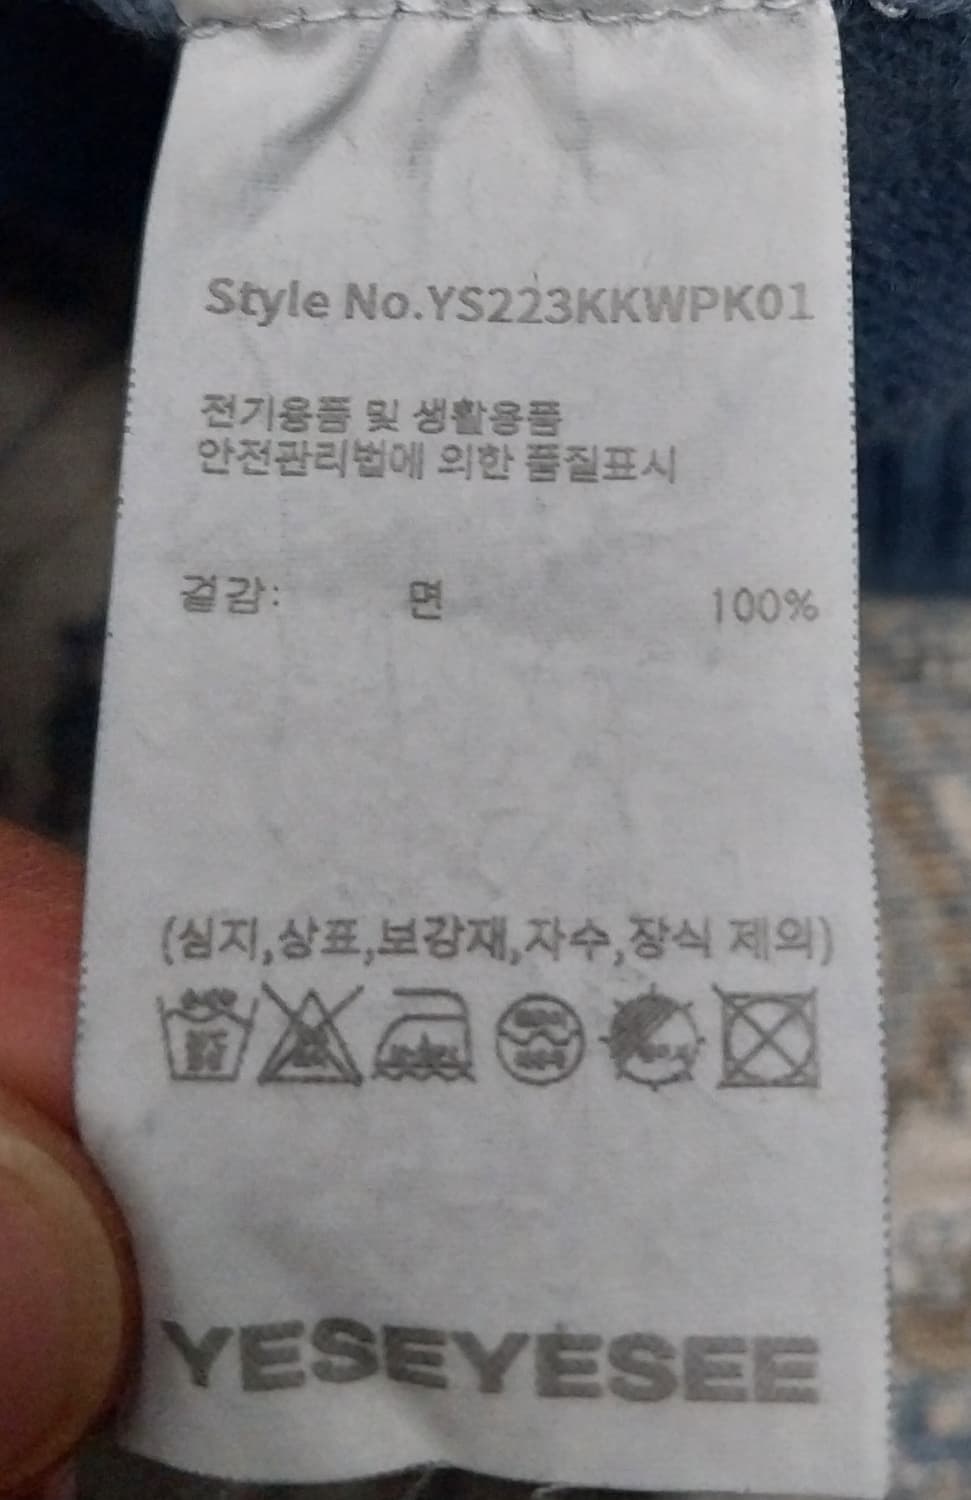 Style No.YS223KKWPK01
전기용품 및 생활용품
안전관리법에 의한 품질표시
겉감: 면 100%
(심지,상표,보강재,자수,장식 제외)
YESEYESEE